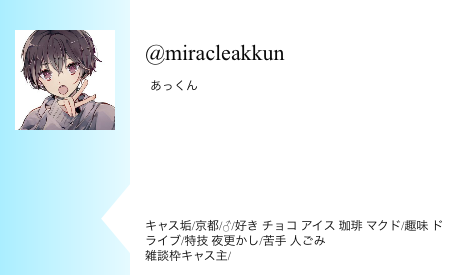 @miracleakkun
あっくん
キャス垢/京都/♂/好き チョコ アイス 珈琲 マクド/趣味 ド
ライブ/特技 夜更かし/苦手 人ごみ
雑談枠キャス主/